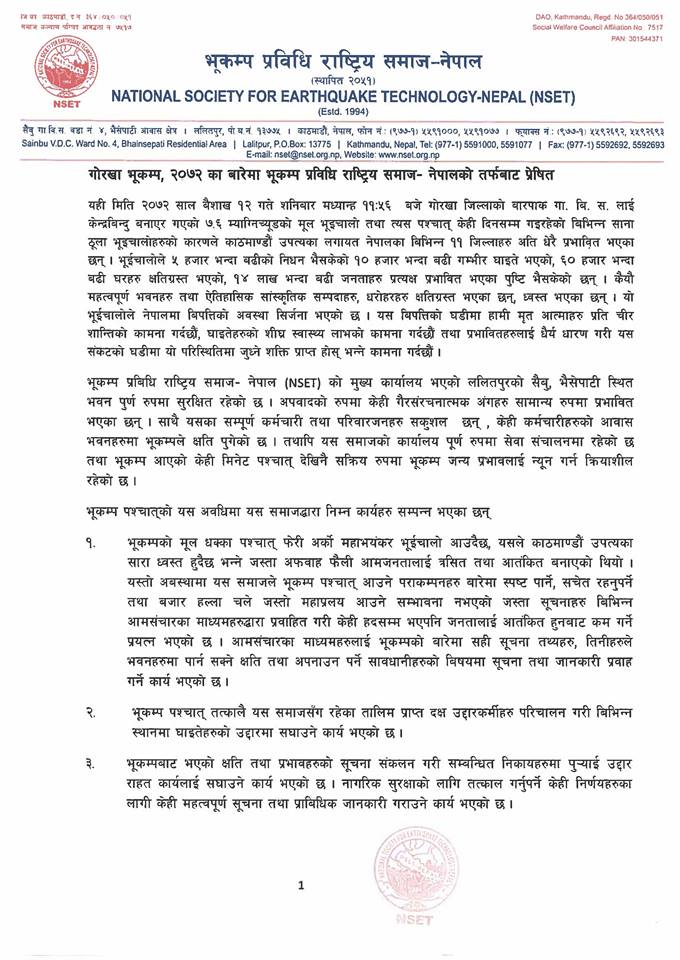 जि.का. काठमाडौं, द.नं. ३६४/०५०/०५१
समाज कल्याण परिषद आबद्धता नं. ७५१७
DAO, Kathmandu, Regd. No 364/050/051
Social Welfare Council Affiliation No : 7517
PAN: 301544371
NATIONAL SOCIETY FOR EARTHQUAKE TECHNOLOGY-NEPAL
NSET
भूकम्प प्रविधि राष्ट्रिय समाज-नेपाल
(स्थापित २०५१)
NATIONAL SOCIETY FOR EARTHQUAKE TECHNOLOGY-NEPAL (NSET)
(Estd. 1994)
सैंबु गा.बि.स. वडा नं. ४, भैंसेपाटी आवास क्षेत्र | ललितपुर, पो.ब.नं. १३७७५ | काठमाडौं, नेपाल, फोन नं: (९७७-१) ५५९१०००, ५५९१०७७ | फ्याक्स नं : (९७७-१) ५५९२६९२, ५५९२६९३
Sainbu V.D.C. Ward No. 4, Bhainsepati Residential Area | Lalitpur, P.O.Box: 13775 | Kathmandu, Nepal, Tel: (977-1) 5591000, 5591077 | Fax: (977-1) 5592692, 5592693
E-mail: nset@nset.org.np, Website: www.nset.org.np
गोरखा भूकम्प, २०७२ का बारेमा भूकम्प प्रविधि राष्ट्रिय समाज- नेपालको तर्फबाट प्रेषित
यही मिति २०७२ साल बैशाख १२ गते शनिबार मध्यान्ह ११:५६ बजे गोरखा जिल्लाको वारपाक गा. बि. स. लाई
केन्द्रबिन्दु बनाएर गएको ७.६ म्याग्निच्यूडको मूल भूइचालो तथा त्यस पश्चात् केही दिनसम्म गइरहेको बिभिन्न साना
ठूला भूइचालोहरुको कारणले काठमाण्डौं उपत्यका लगायत नेपालका बिभिन्न ११ जिल्लाहरु अति धेरै प्रभावित भएका
छन् । भूईचालोले ५ हजार भन्दा बढीको निधन भैसकेको १० हजार भन्दा बढी गम्भीर घाइते भएको, ६० हजार भन्दा
बढी घरहरु क्षतिग्रस्त भएको, १४ लाख भन्दा बढी जनताहरु प्रत्यक्ष प्रभावित भएका पुष्टि भैसकेको छन् । कैयौ
महत्वपूर्ण भवनहरु तथा ऐतिहासिक सांस्कृतिक सम्पदाहरु, धरोहरहरु क्षतिग्रस्त भएका छन्, ध्वस्त भएका छन् । यो
भूईचालोले नेपालमा बिपत्तिको अवस्था सिर्जना भएको छ । यस बिपत्तिको घडीमा हामी मृत आत्माहरु प्रति चीर
शान्तिको कामना गर्दछौं, घाइतेहरुको शीघ्र स्वास्थ्य लाभको कामना गर्दछौं तथा प्रभावितहरुलाई धैर्य धारण गरी यस
संकटको घडीमा यो परिस्थितिमा जुध्ने शक्ति प्राप्त होस् भन्ने कामना गर्दछौं ।
भूकम्प प्रविधि राष्ट्रिय समाज- नेपाल (NSET) को मुख्य कार्यालय भएको ललितपुरको सैंबु, भैंसेपाटी स्थित
भवन पूर्ण रुपमा सुरक्षित रहेको छ । अपवादको रुपमा केही गैरसंरचनात्मक अंगहरु सामान्य रुपमा प्रभावित
भएका छन् । साथै यसका सम्पूर्ण कर्मचारी तथा परिवारजनहरु सकुशल छन् , केही कर्मचारीहरुको आवास
भवनहरुमा भूकम्पले क्षति पुगेको छ । तथापि यस समाजको कार्यालय पूर्ण रुपमा सेवा संचालनमा रहेको छ
तथा भूकम्प आएको केही मिनेट पश्चात् देखिनै सक्रिय रुपमा भूकम्प जन्य प्रभावलाई न्यून गर्न क्रियाशील
रहेको छ ।
भूकम्प पश्चात्‌को यस अवधिमा यस समाजद्धारा निम्न कार्यहरु सम्पन्न भएका छन्
१. भूकम्पको मूल धक्का पश्चात् फेरी अर्को महाभयंकर भूईचालो आउदैछ, यसले काठमाण्डौं उपत्यका
सारा ध्वस्त हुदैछ भन्ने जस्ता अफवाह फैली आमजनतालाई त्रसित तथा आतंकित बनाएको थियो ।
यस्तो अवस्थामा यस समाजले भूकम्प पश्चात् आउने पराकम्पनहरु बारेमा स्पष्ट पार्ने, सचेत रहनुपर्ने
तथा बजार हल्ला चले जस्तो महाप्रलय आउने सम्भावना नभएको जस्ता सूचनाहरु बिभिन्न
आमसंचारका माध्यमहरुद्धारा प्रवाहित गरी केही हदसम्म भएपनि जनतालाई आतंकित हुनबाट कम गर्ने
प्रयत्न भएको छ । आमसंचारका माध्यमहरुलाई भूकम्पको बारेमा सही सूचना तथ्यहरु, तिनीहरुले
भवनहरुमा पार्न सक्ने क्षति तथा अपनाउन पर्ने सावधानीहरुको विषयमा सूचना तथा जानकारी प्रवाह
गर्ने कार्य भएको छ ।
२. भूकम्प पश्चात् तत्कालै यस समाजसँग रहेका तालिम प्राप्त दक्ष उद्दारकर्मीहरु परिचालन गरी बिभिन्न
स्थानमा घाइतेहरुको उद्दारमा सघाउने कार्य भएको छ ।
३. भूकम्पबाट भएको क्षति तथा प्रभावहरुको सूचना संकलन गरी सम्बन्धित निकायहरुमा पुर्‍याई उद्दार
राहत कार्यलाई सघाउने कार्य भएको छ । नागरिक सुरक्षाको लागि तत्काल गर्नुपर्ने केही निर्णयहरुका
लागी केही महत्वपूर्ण सूचना तथा प्राबिधिक जानकारी गराउने कार्य भएको छ ।
1
NATIONAL SOCIETY FOR EARTHQUAKE TECHNOLOGY-NEPAL
NSET